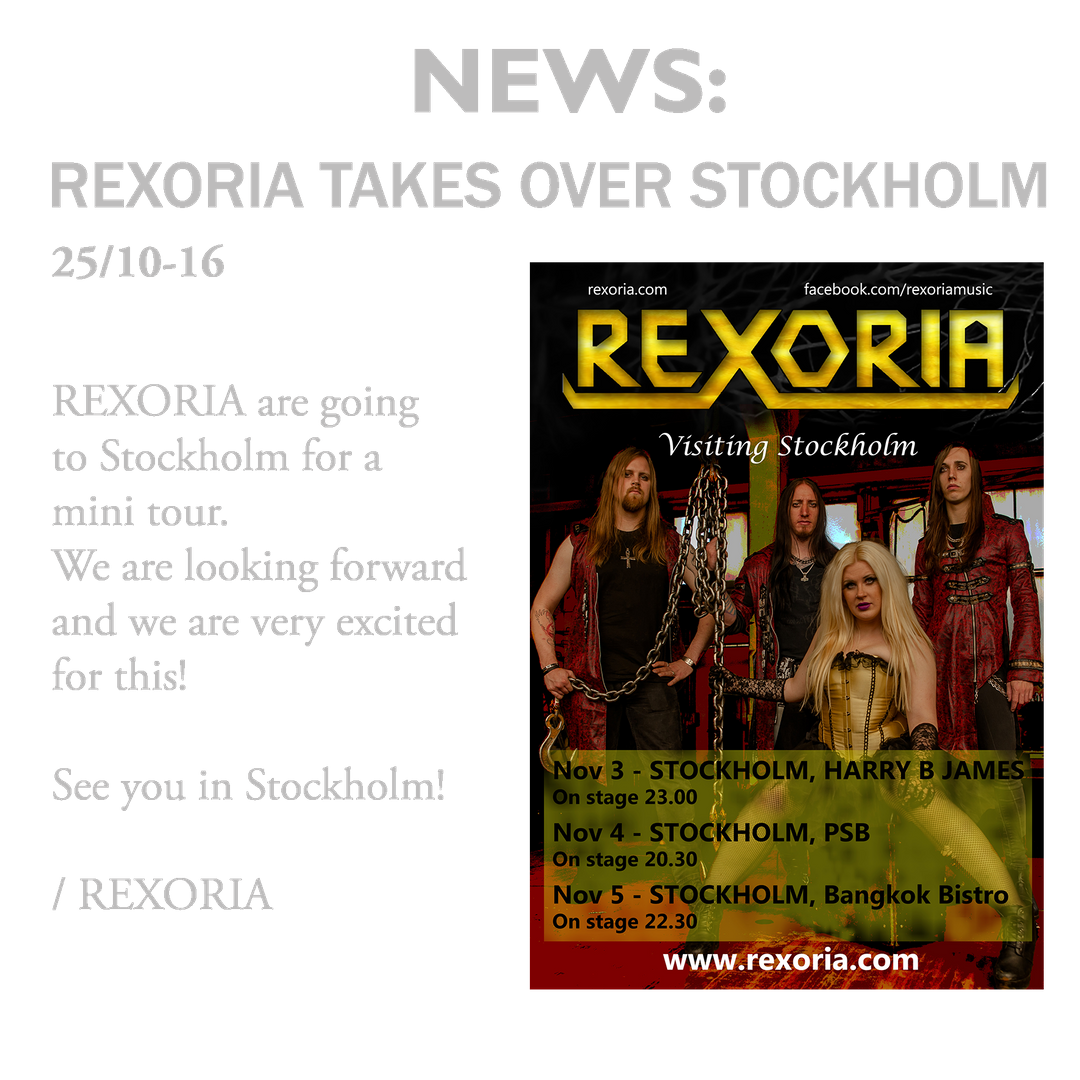 NEWS:
REXORIA TAKES OVER STOCKHOLM
25/10-16
REXORIA are going
to Stockholm for a
mini tour.
We are looking forward
and we are very excited
for this!
See you in Stockholm!
/ REXORIA
rexoria.com facebook.com/rexoriamusic
REXORIA
Visiting Stockholm
Nov 3 - STOCKHOLM, HARRY B JAMES
On stage 23.00
Nov 4 - STOCKHOLM, PSB
On stage 20.30
Nov 5 - STOCKHOLM, Bangkok Bistro
On stage 22.30
www.rexoria.com